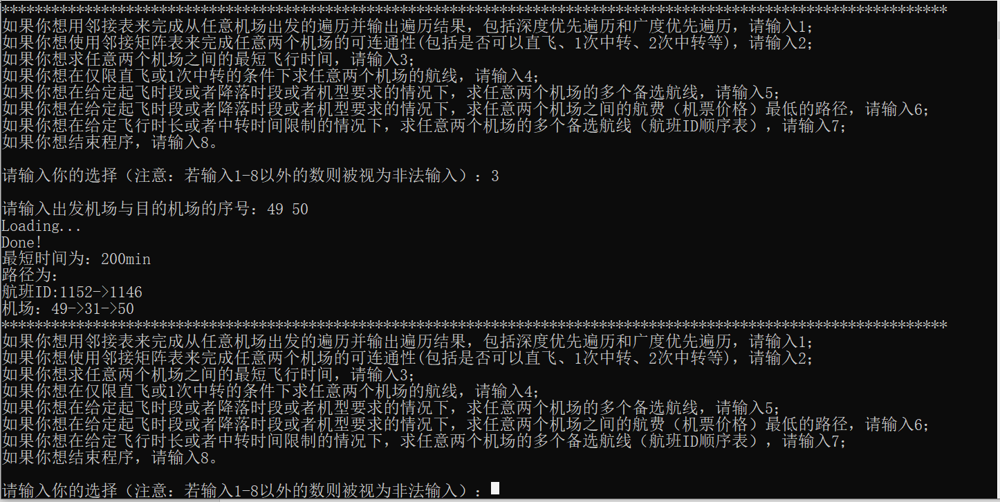 ******************************************************************************************************************
如果你想用邻接表来完成从任意机场出发的遍历并输出遍历结果，包括深度优先遍历和广度优先遍历，请输入1；
如果你想使用邻接矩阵表来完成任意两个机场的可连通性(包括是否可以直飞、1次中转、2次中转等)，请输入2；
如果你想求任意两个机场之间的最短飞行时间，请输入3；
如果你想在仅限直飞或1次中转的条件下求任意两个机场的航线，请输入4；
如果你想在给定起飞时段或者降落时段或者机型要求的情况下，求任意两个机场的多个备选航线，请输入5；
如果你想在给定起飞时段或者降落时段或者机型要求的情况下，求任意两个机场之间的航费（机票价格）最低的路径，请输入6；
如果你想在给定飞行时长或者中转时间限制的情况下，求任意两个机场的多个备选航线（航班ID顺序表），请输入7；
如果你想结束程序，请输入8。
请输入你的选择（注意：若输入1-8以外的数则被视为非法输入）：3
请输入出发机场与目的机场的序号：49 50
Loading...
Done!
最短时间为：200min
路径为：
航班ID:1152->1146
机场：49->31->50
******************************************************************************************************************
如果你想用邻接表来完成从任意机场出发的遍历并输出遍历结果，包括深度优先遍历和广度优先遍历，请输入1；
如果你想使用邻接矩阵表来完成任意两个机场的可连通性(包括是否可以直飞、1次中转、2次中转等)，请输入2；
如果你想求任意两个机场之间的最短飞行时间，请输入3；
如果你想在仅限直飞或1次中转的条件下求任意两个机场的航线，请输入4；
如果你想在给定起飞时段或者降落时段或者机型要求的情况下，求任意两个机场的多个备选航线，请输入5；
如果你想在给定起飞时段或者降落时段或者机型要求的情况下，求任意两个机场之间的航费（机票价格）最低的路径，请输入6；
如果你想在给定飞行时长或者中转时间限制的情况下，求任意两个机场的多个备选航线（航班ID顺序表），请输入7；
如果你想结束程序，请输入8。
请输入你的选择（注意：若输入1-8以外的数则被视为非法输入）：